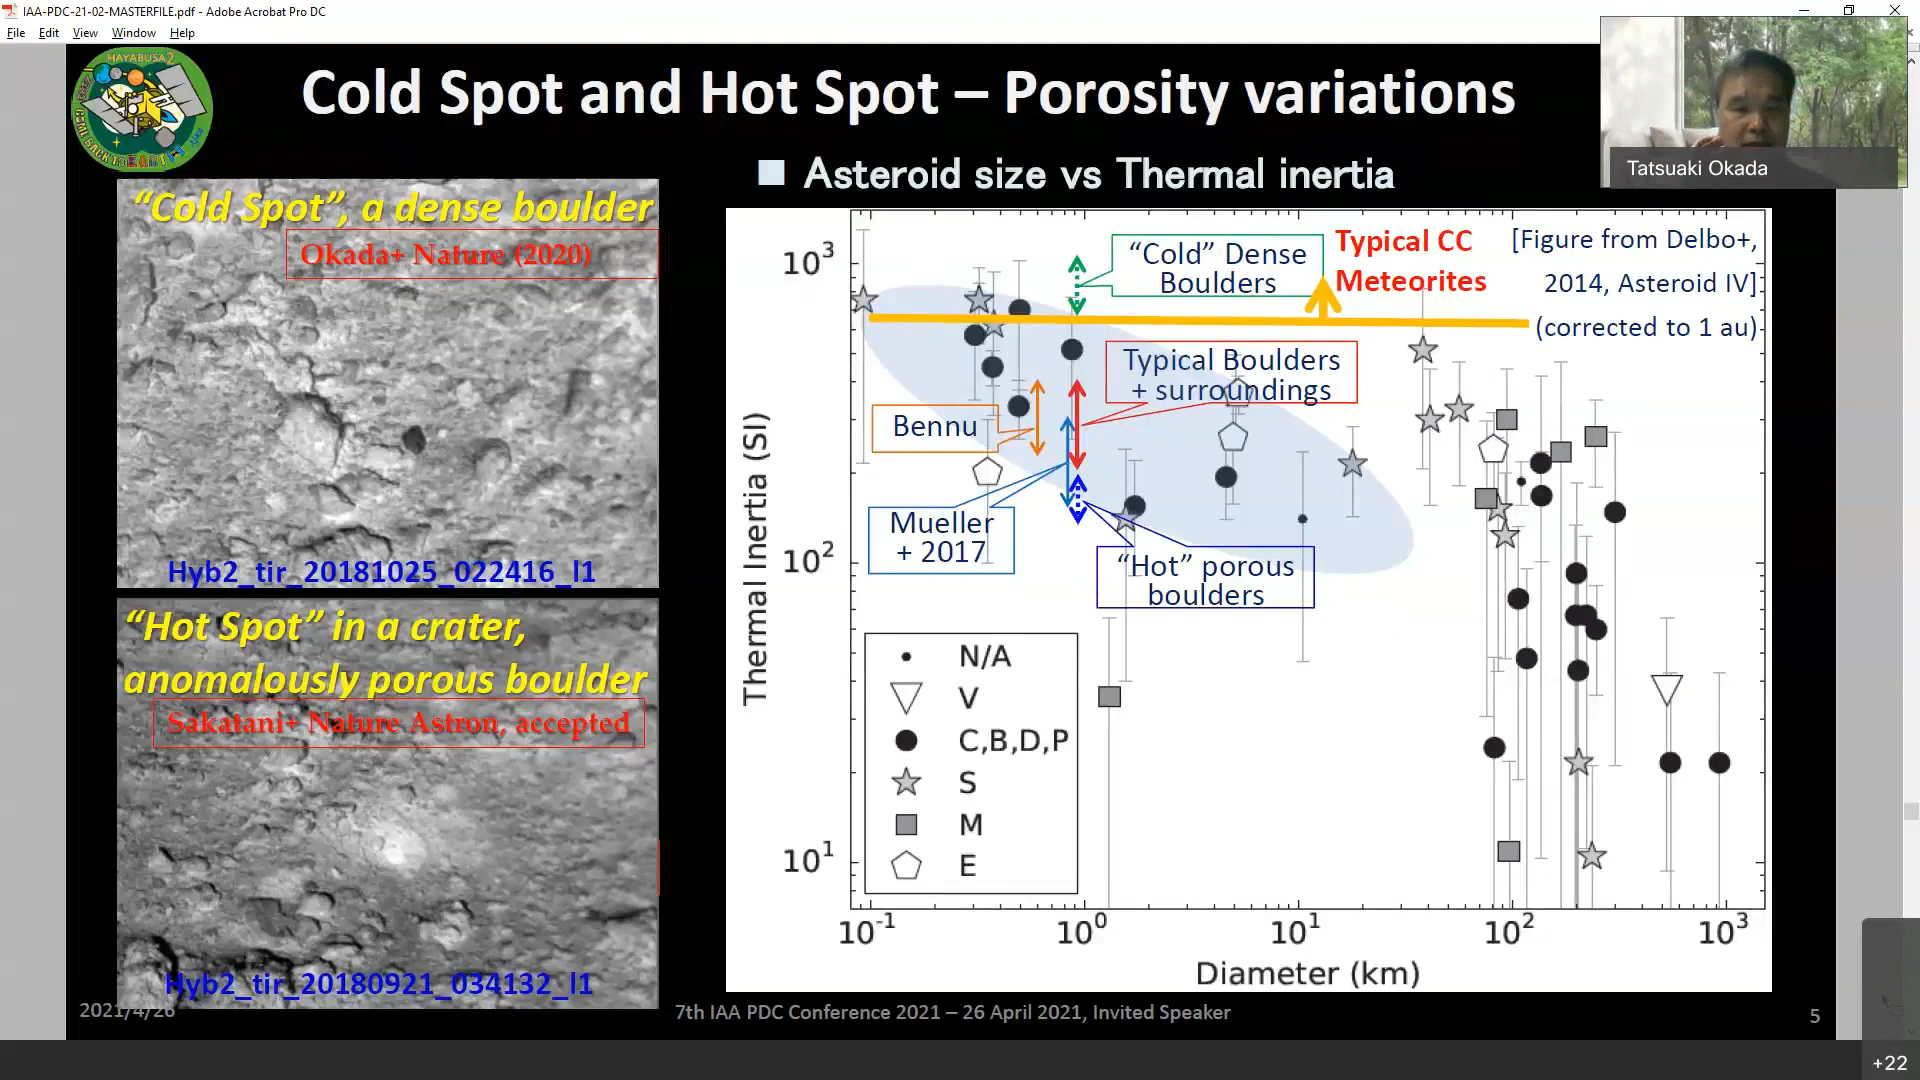 IAA-PDC-21-02-MASTERFILE.pdf - Adobe Acrobat Pro DC
File Edit View Window Help
HAYABUSA2
Cold Spot and Hot Spot – Porosity variations
Tatsuaki Okada
Asteroid size vs Thermal inertia
“Cold Spot”, a dense boulder
Okada+ Nature (2020)
Hyb2_tir_20181025_022416_l1
“Hot Spot” in a crater,
anomalously porous boulder
Sakatani+ Nature Astron, accepted
Hyb2_tir_20180921_034132_l1
“Cold” Dense
Boulders
Typical CC
Meteorites
[Figure from Delbo+,
2014, Asteroid IV]
(corrected to 1 au)
Typical Boulders
+ surroundings
Bennu
Mueller
+ 2017
“Hot” porous
boulders
Thermal Inertia (SI)
10³
10²
10¹
N/A
V
C,B,D,P
S
M
E
10⁻¹ 10⁰ 10¹ 10² 10³
Diameter (km)
2021/4/26
7th IAA PDC Conference 2021 – 26 April 2021, Invited Speaker
5
+22